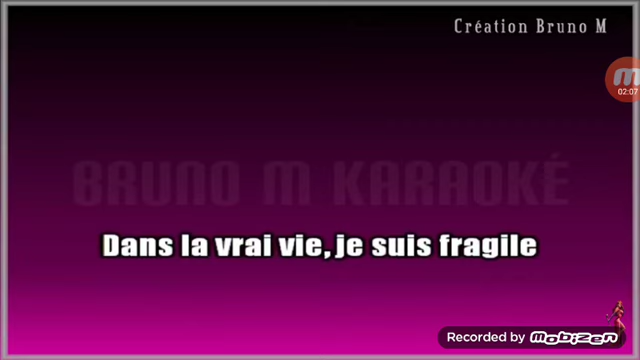 Création Bruno M
02:07
BRUNO M KARAOKÉ
Dans la vrai vie, je suis fragile
Recorded by mobizen